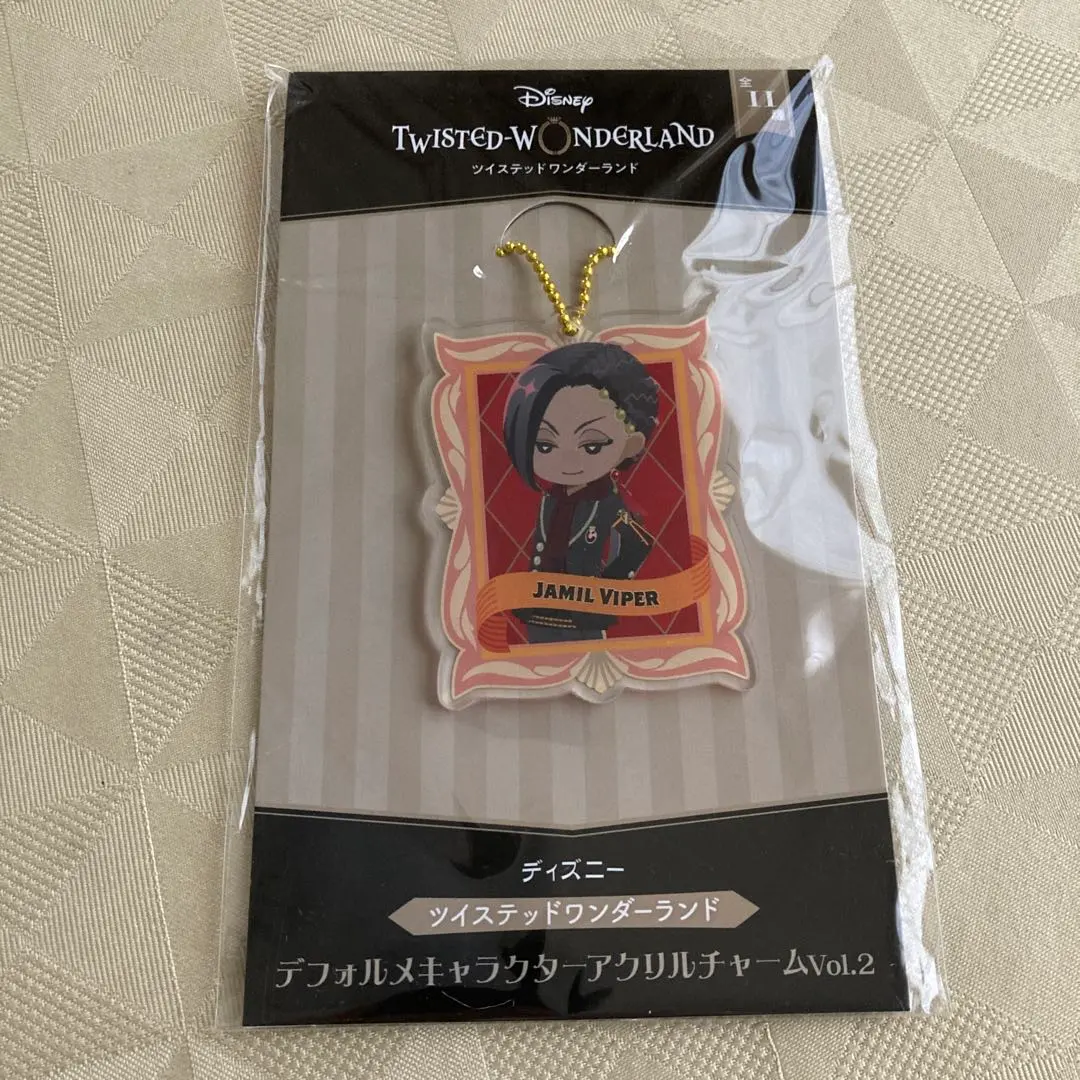 Disney
TWISTED-WONDERLAND
ツイステッドワンダーランド
全
11
JAMIL VIPER
ディズニー
ツイステッドワンダーランド
デフォルメキャラクターアクリルチャームVol.2